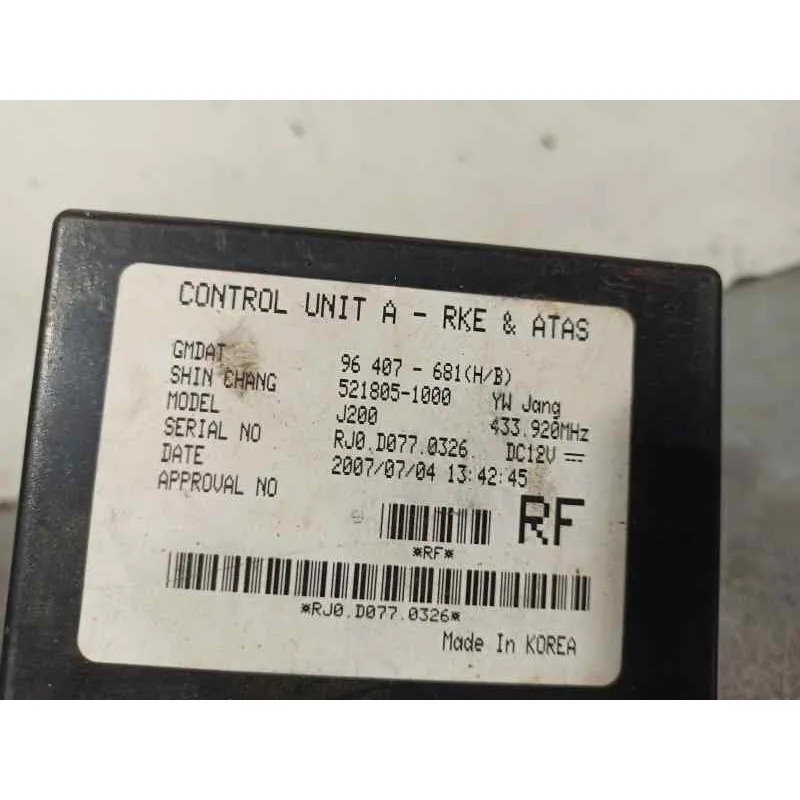 CONTROL UNIT A - RKE & ATAS
GMDAT 96 407 - 681(H/B)
SHIN CHANG 521805-1000 YW Jang
MODEL J200 433.920MHz
SERIAL NO RJ0.D077.0326. DC12V
DATE 2007/07/04 13:42:45
APPROVAL NO
RF
*RF*
*RJ0.D077.0326*
Made In KOREA